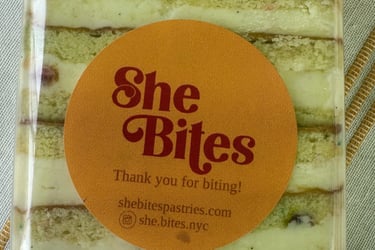 She
Bites
Thank you for biting!
shebitespastries.com
she.bites.nyc